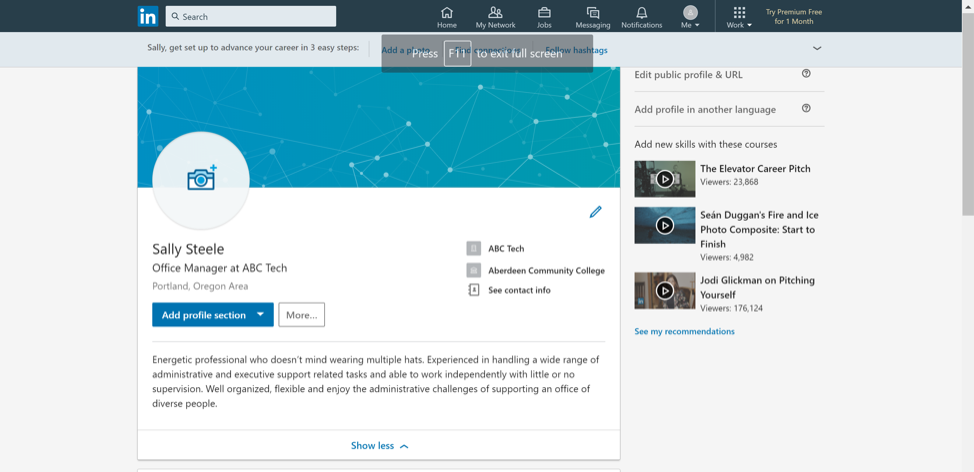 in
Search
Home
My Network
Jobs
Messaging
Notifications
Me
Work
Try Premium Free
for 1 Month
Sally, get set up to advance your career in 3 easy steps:
Add a photo
Follow hashtags
Press F11 to exit full screen
Sally Steele
Office Manager at ABC Tech
Portland, Oregon Area
ABC Tech
Aberdeen Community College
See contact info
Add profile section
More...
Energetic professional who doesn't mind wearing multiple hats. Experienced in handling a wide range of
administrative and executive support related tasks and able to work independently with little or no
supervision. Well organized, flexible and enjoy the administrative challenges of supporting an office of
diverse people.
Show less
Edit public profile & URL
Add profile in another language
Add new skills with these courses
The Elevator Career Pitch
Viewers: 23,868
Seán Duggan's Fire and Ice
Photo Composite: Start to
Finish
Viewers: 4,982
Jodi Glickman on Pitching
Yourself
Viewers: 176,124
See my recommendations